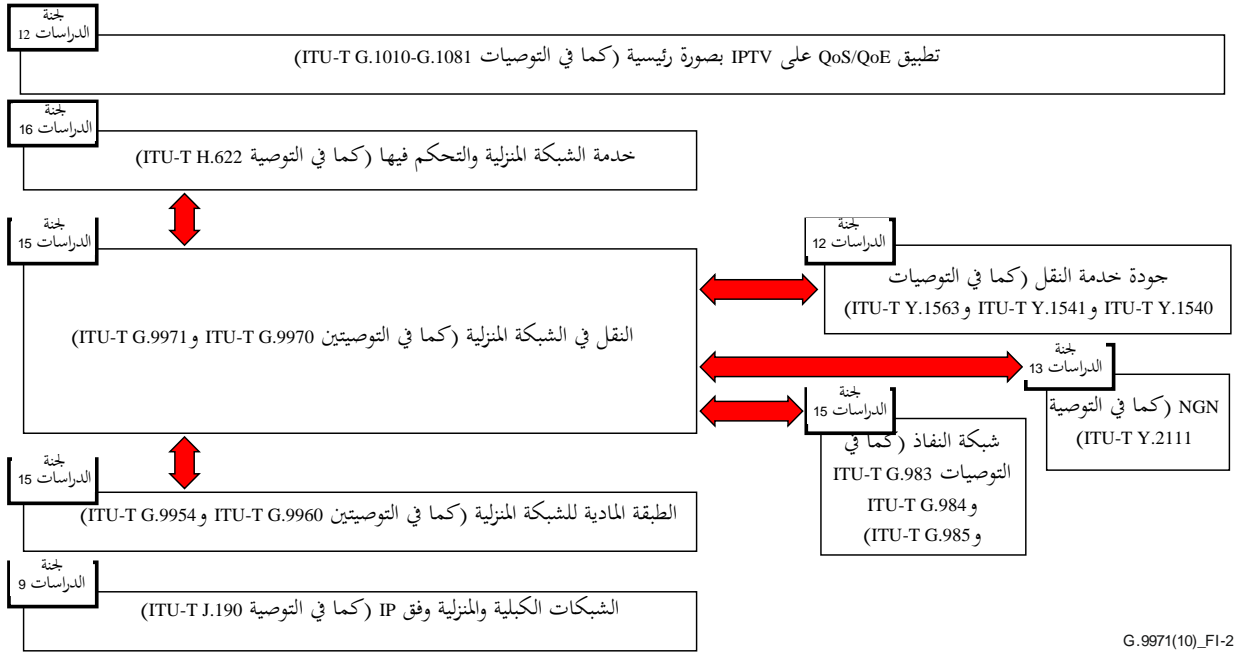 لجنة
الدراسات 12
تطبيق QoS/QoE على IPTV بصورة رئيسية (كما في التوصيات ITU-T G.1010-G.1081)
لجنة
الدراسات 16
خدمة الشبكة المنزلية والتحكم فيها (كما في التوصية ITU-T H.622)
لجنة
الدراسات 15
النقل في الشبكة المنزلية (كما في التوصيتين ITU-T G.9970 و ITU-T G.9971)
لجنة
الدراسات 12
جودة خدمة النقل (كما في التوصيات
ITU-T Y.1540 و ITU-T Y.1541 و ITU-T Y.1563)
لجنة
الدراسات 13
NGN (كما في التوصية
ITU-T Y.2111)
لجنة
الدراسات 15
شبكة النفاذ (كما في
التوصيات ITU-T G.983
و ITU-T G.984
و ITU-T G.985)
لجنة
الدراسات 15
الطبقة المادية للشبكة المنزلية (كما في التوصيتين ITU-T G.9960 و ITU-T G.9954)
لجنة
الدراسات 9
الشبكات الكبلية والمنزلية وفق IP (كما في التوصية ITU-T J.190)
G.9971(10)_FI-2